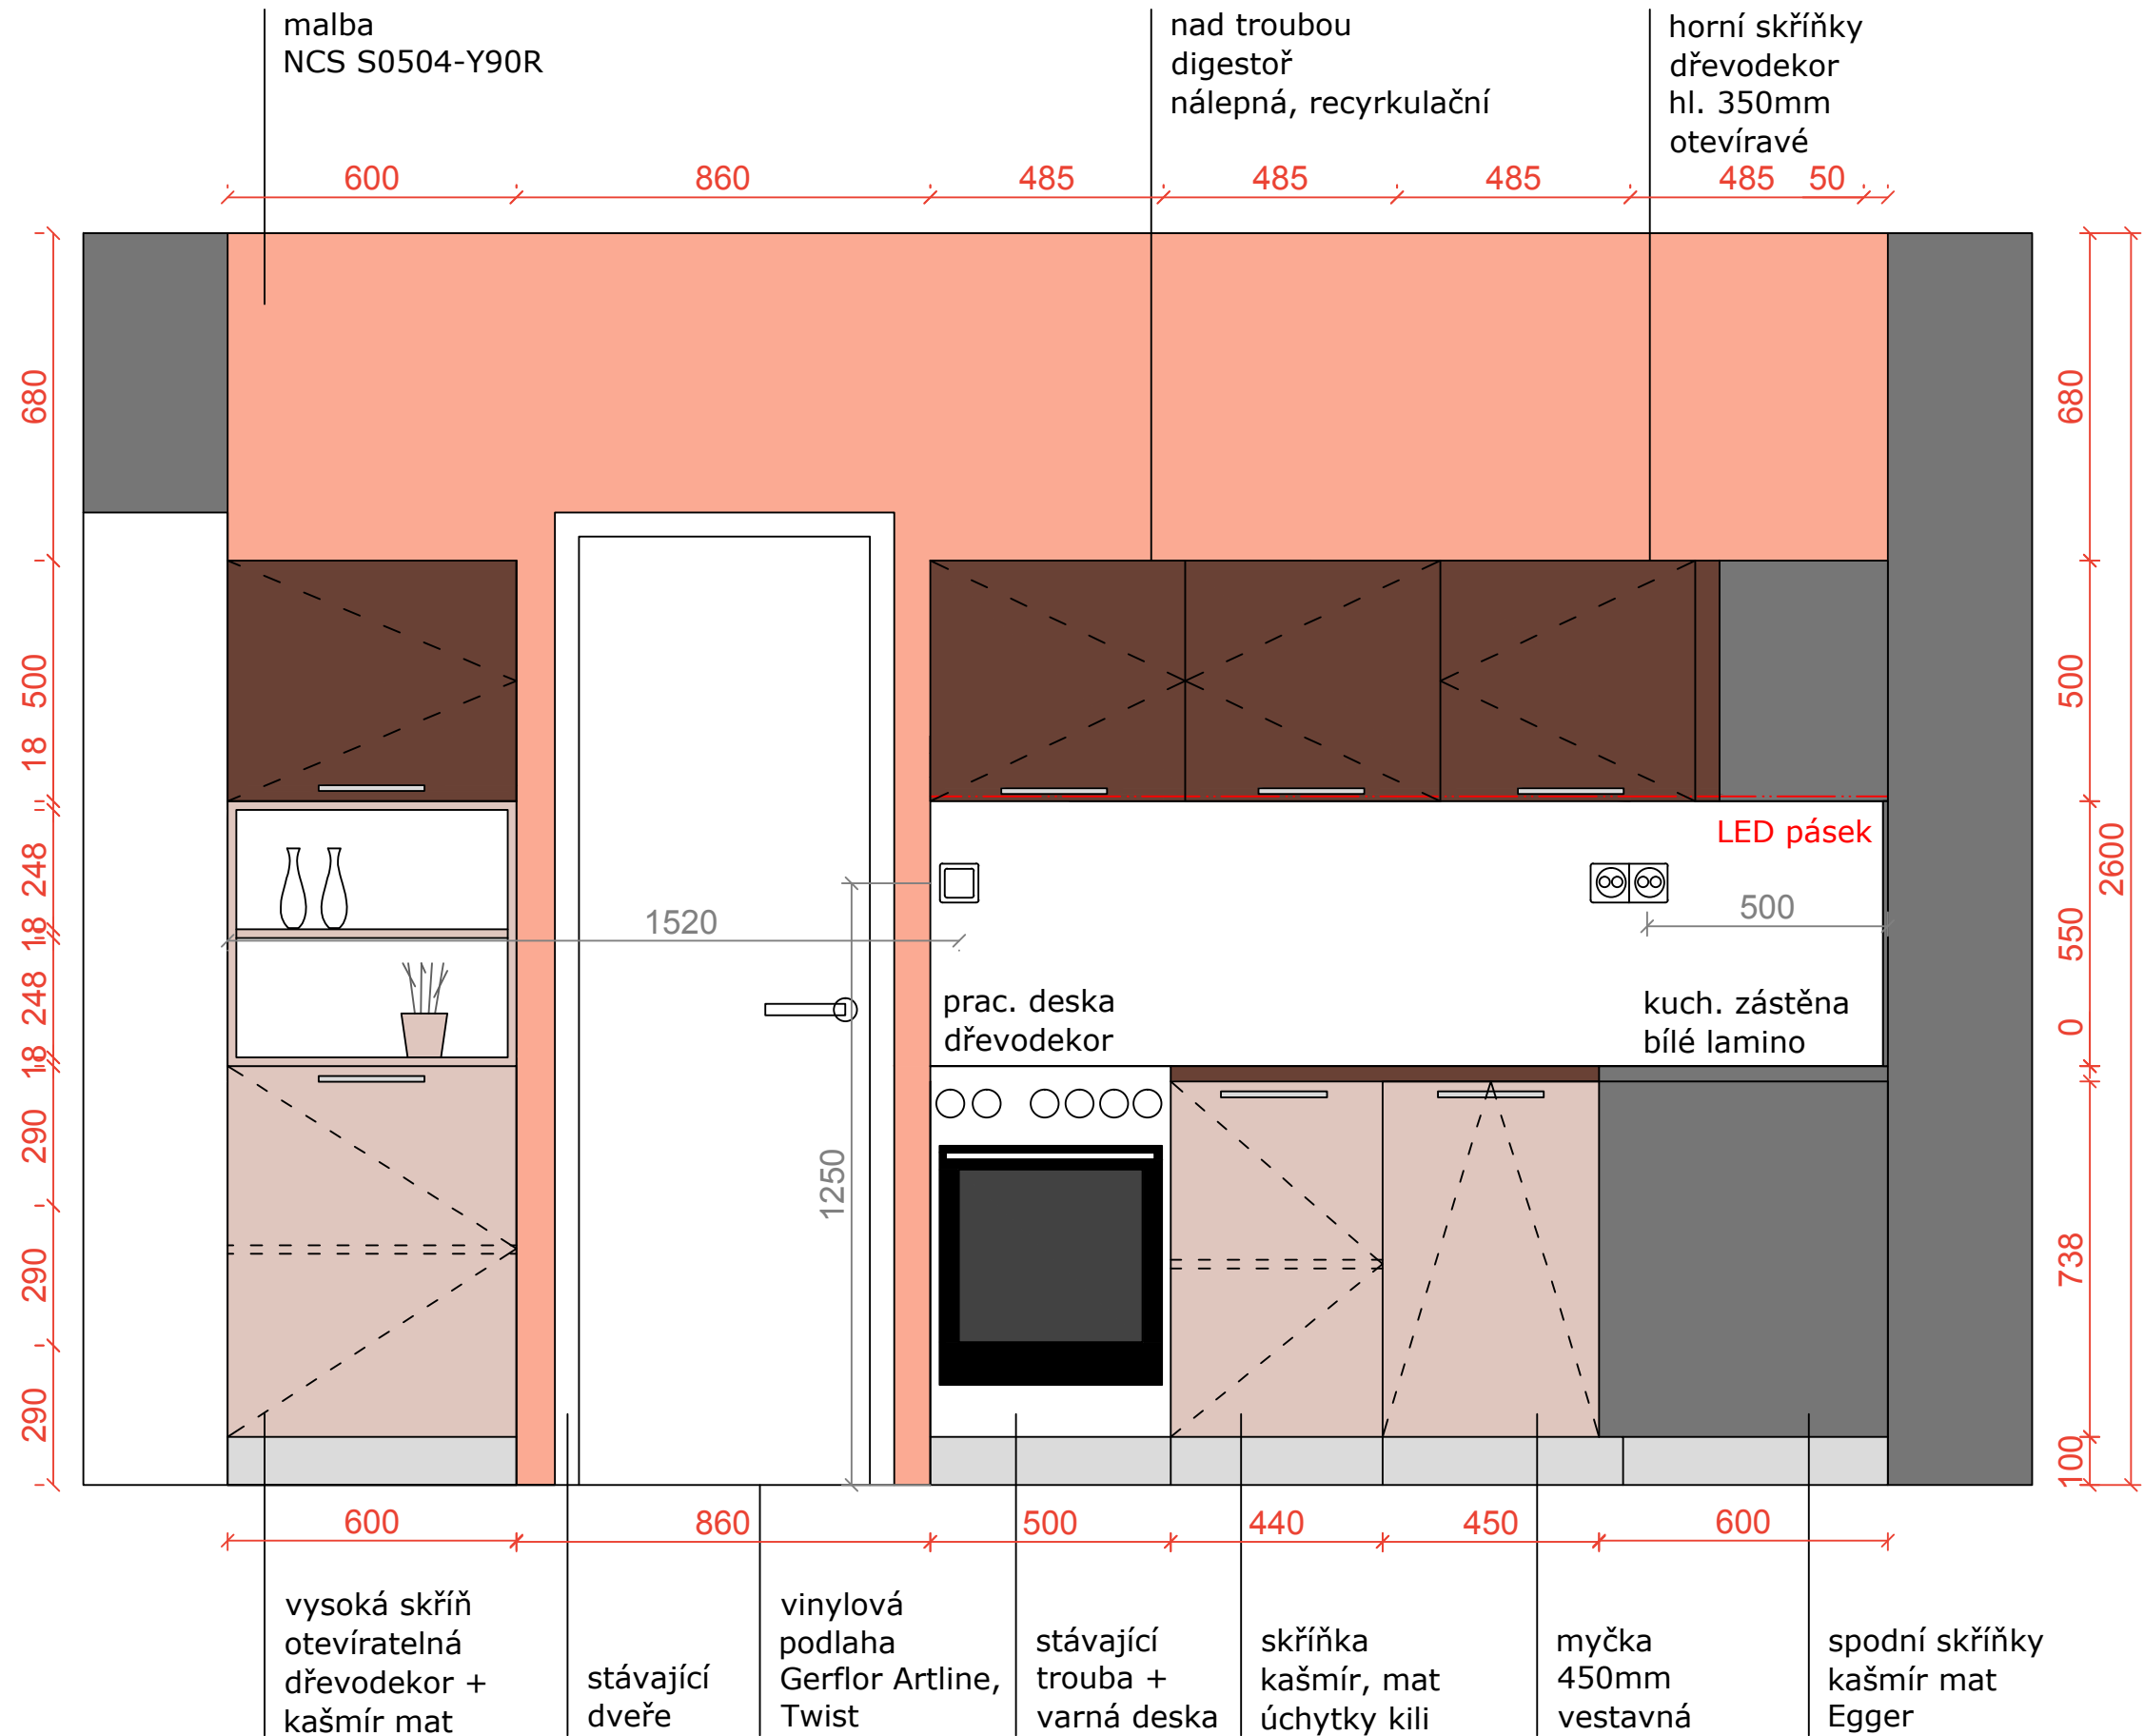 malba
NCS S0504-Y90R
nad troubou
digestoř
nálepná, recyrkulační
horní skříňky
dřevodekor
hl. 350mm
otevíravé
600
860
485
485
485
485
50
680
500
18
248
18
248
18
290
290
290
680
500
550
0
738
100
2600
LED pásek
1520
500
1250
prac. deska
dřevodekor
kuch. zástěna
bílé lamino
600
860
500
440
450
600
vysoká skříň
otevíratelná
dřevodekor +
kašmír mat
stávající
dveře
vinylová
podlaha
Gerflor Artline,
Twist
stávající
trouba +
varná deska
skříňka
kašmír, mat
úchytky kili
myčka
450mm
vestavná
spodní skříňky
kašmír mat
Egger